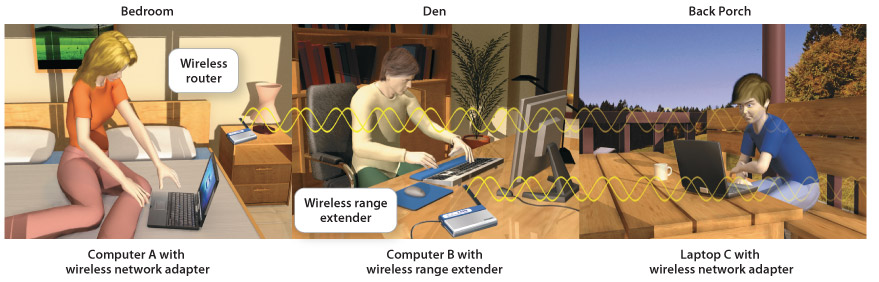 Bedroom
Den
Back Porch
Wireless
router
Wireless range
extender
Computer A with
wireless network adapter
Computer B with
wireless range extender
Laptop C with
wireless network adapter